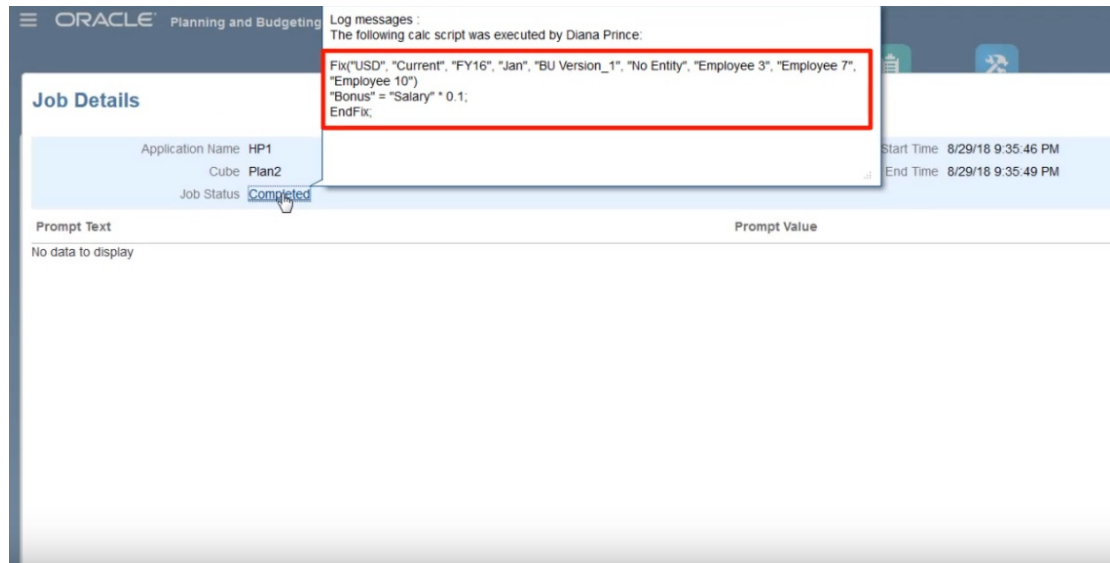 ORACLE® Planning and Budgeting
Log messages :
The following calc script was executed by Diana Prince:
Fix("USD", "Current", "FY16", "Jan", "BU Version_1", "No Entity", "Employee 3", "Employee 7",
"Employee 10")
"Bonus" = "Salary" * 0.1;
EndFix;
Job Details
Application Name HP1
Start Time 8/29/18 9:35:46 PM
Cube Plan2
End Time 8/29/18 9:35:49 PM
Job Status Completed
Prompt Text Prompt Value
No data to display